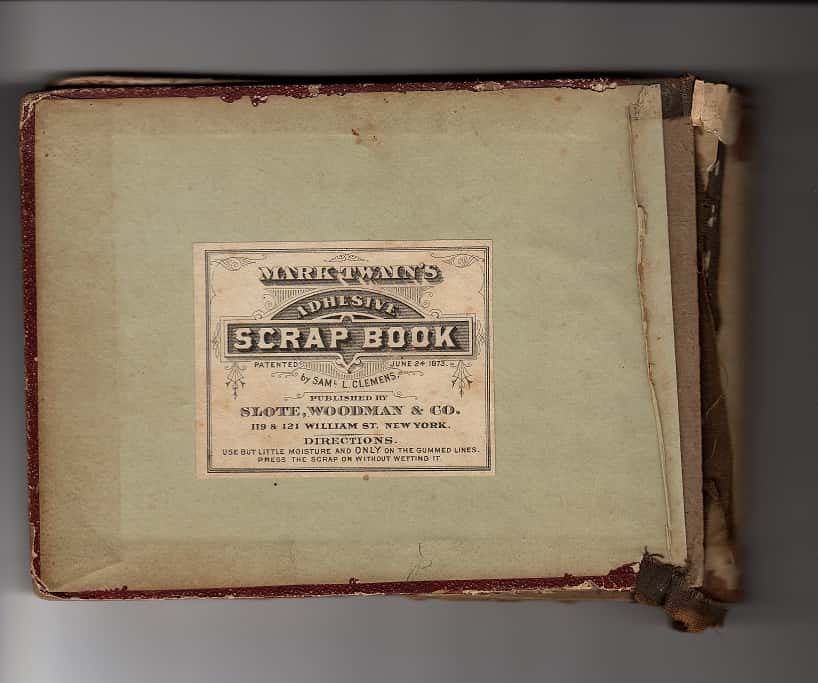 MARK TWAIN'S
ADHESIVE
SCRAP BOOK
PATENTED JUNE 24, 1873.
by SAML L. CLEMENS.
PUBLISHED BY
SLOTE, WOODMAN & CO.
119 & 121 WILLIAM ST. NEW YORK.
DIRECTIONS.
USE BUT LITTLE MOISTURE AND ONLY ON THE GUMMED LINES.
PRESS THE SCRAP ON WITHOUT WETTING IT.